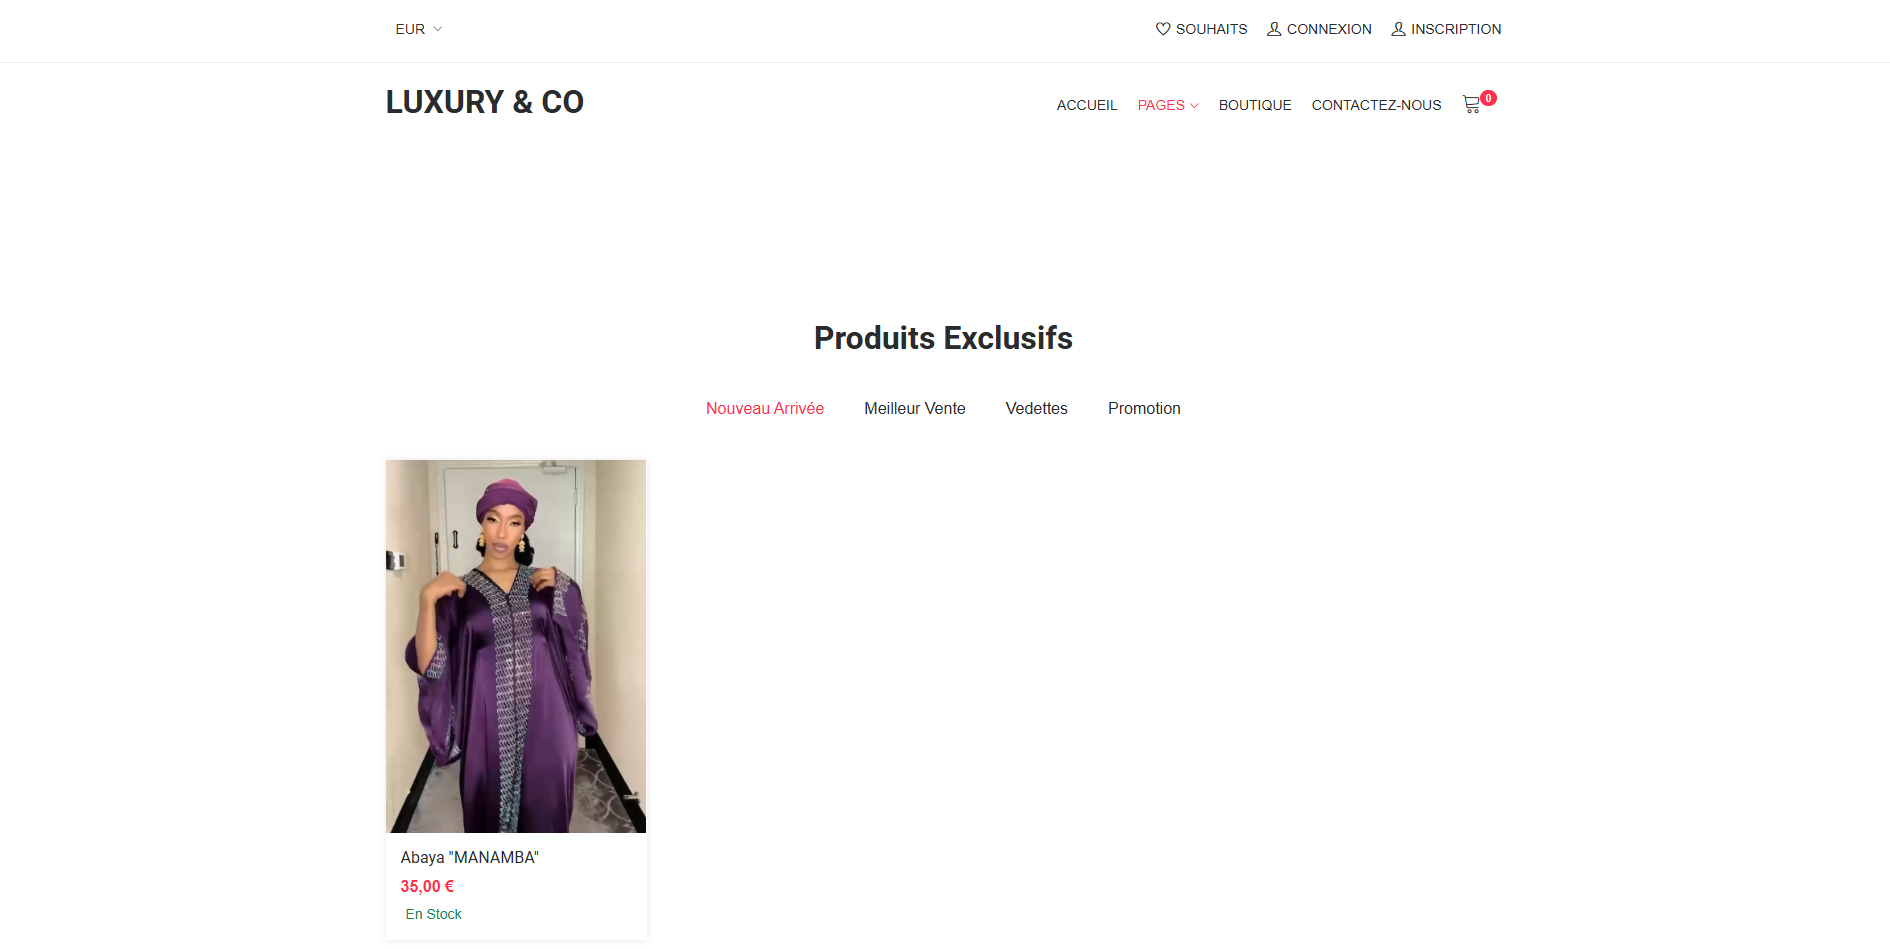 EUR
SOUHAITS CONNEXION INSCRIPTION
LUXURY & CO
ACCUEIL PAGES BOUTIQUE CONTACTEZ-NOUS 0
Produits Exclusifs
Nouveau Arrivée Meilleur Vente Vedettes Promotion
Abaya "MANAMBA"
35,00 €
En Stock